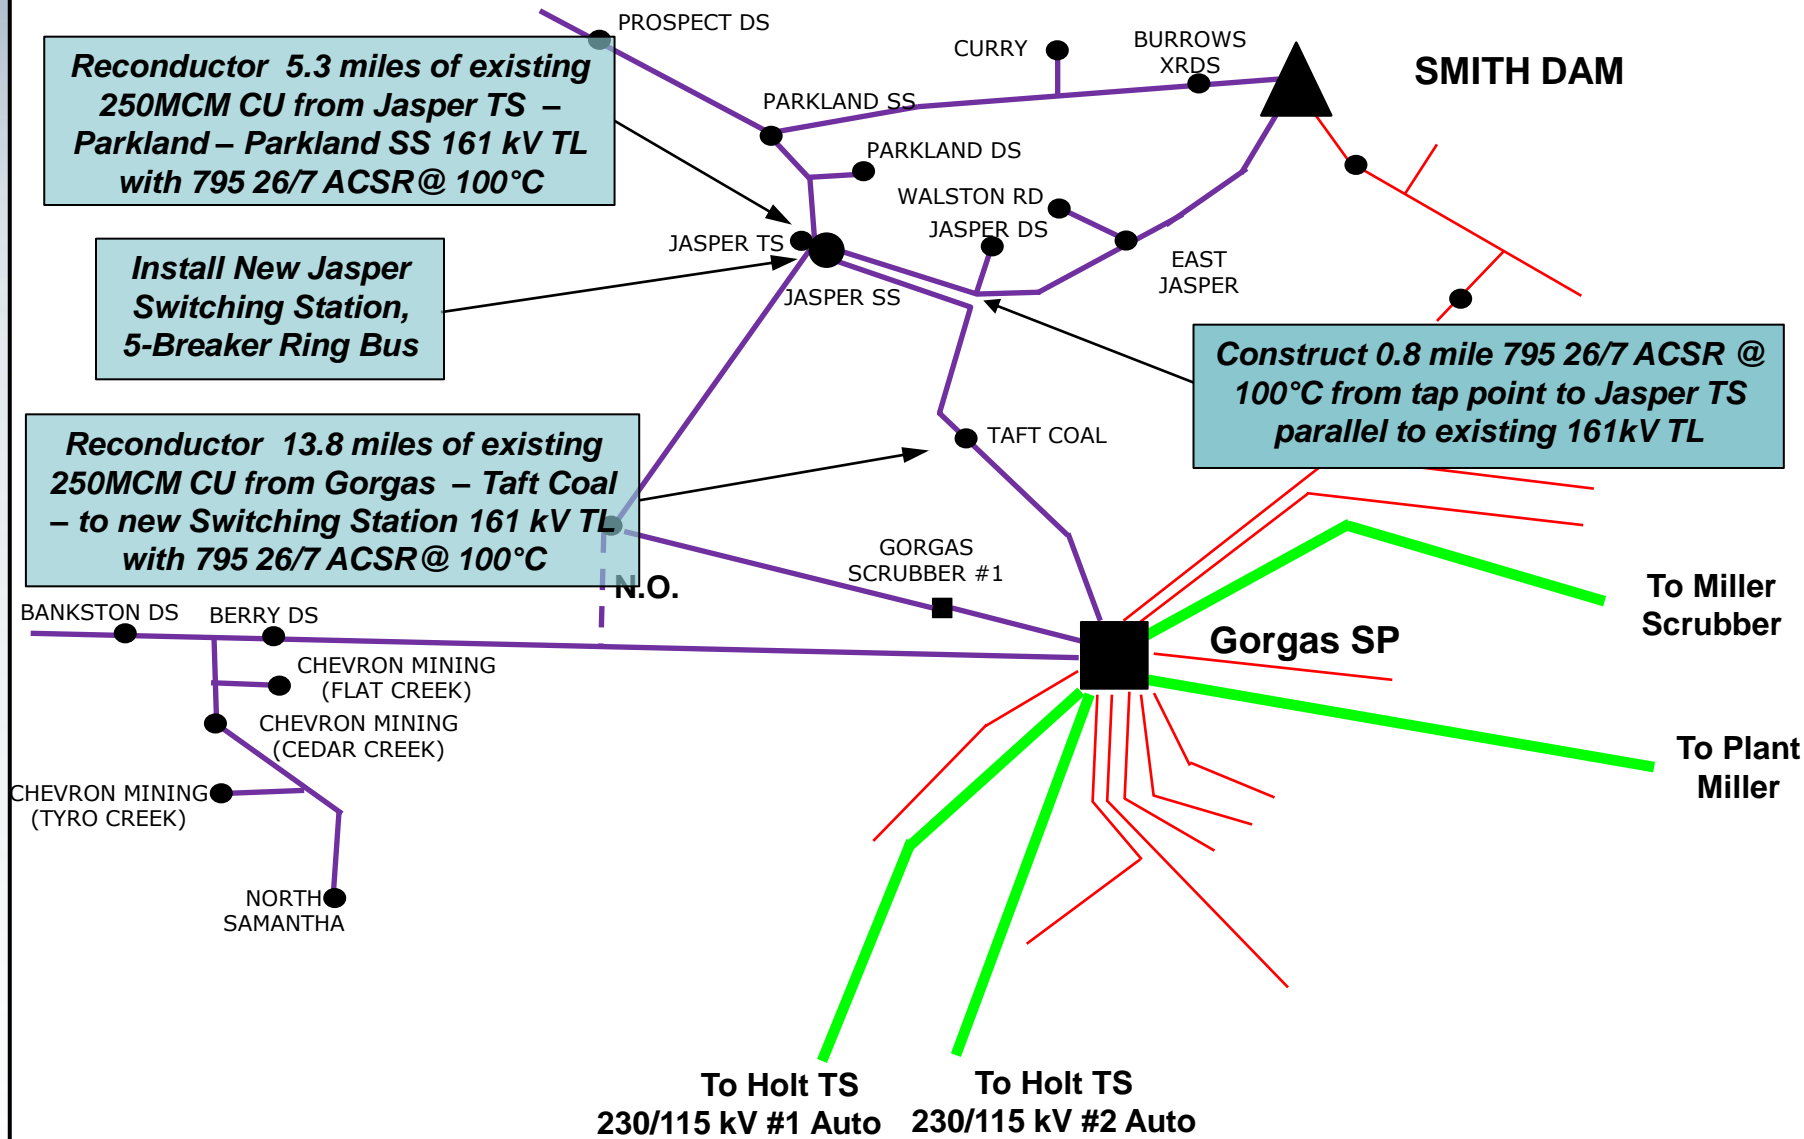 PROSPECT DS
CURRY
BURROWS
XRDS
SMITH DAM
Reconductor 5.3 miles of existing
250MCM CU from Jasper TS –
Parkland – Parkland SS 161 kV TL
with 795 26/7 ACSR@ 100°C
PARKLAND SS
PARKLAND DS
WALSTON RD
JASPER DS
JASPER TS
EAST
JASPER
JASPER SS
Install New Jasper
Switching Station,
5-Breaker Ring Bus
Construct 0.8 mile 795 26/7 ACSR @
100°C from tap point to Jasper TS
parallel to existing 161kV TL
Reconductor 13.8 miles of existing
250MCM CU from Gorgas – Taft Coal
– to new Switching Station 161 kV TL
with 795 26/7 ACSR@ 100°C
TAFT COAL
GORGAS
SCRUBBER #1
N.O.
To Miller
Scrubber
BANKSTON DS
BERRY DS
Gorgas SP
CHEVRON MINING
(FLAT CREEK)
CHEVRON MINING
(CEDAR CREEK)
To Plant
Miller
CHEVRON MINING
(TYRO CREEK)
NORTH
SAMANTHA
To Holt TS
230/115 kV #1 Auto
To Holt TS
230/115 kV #2 Auto